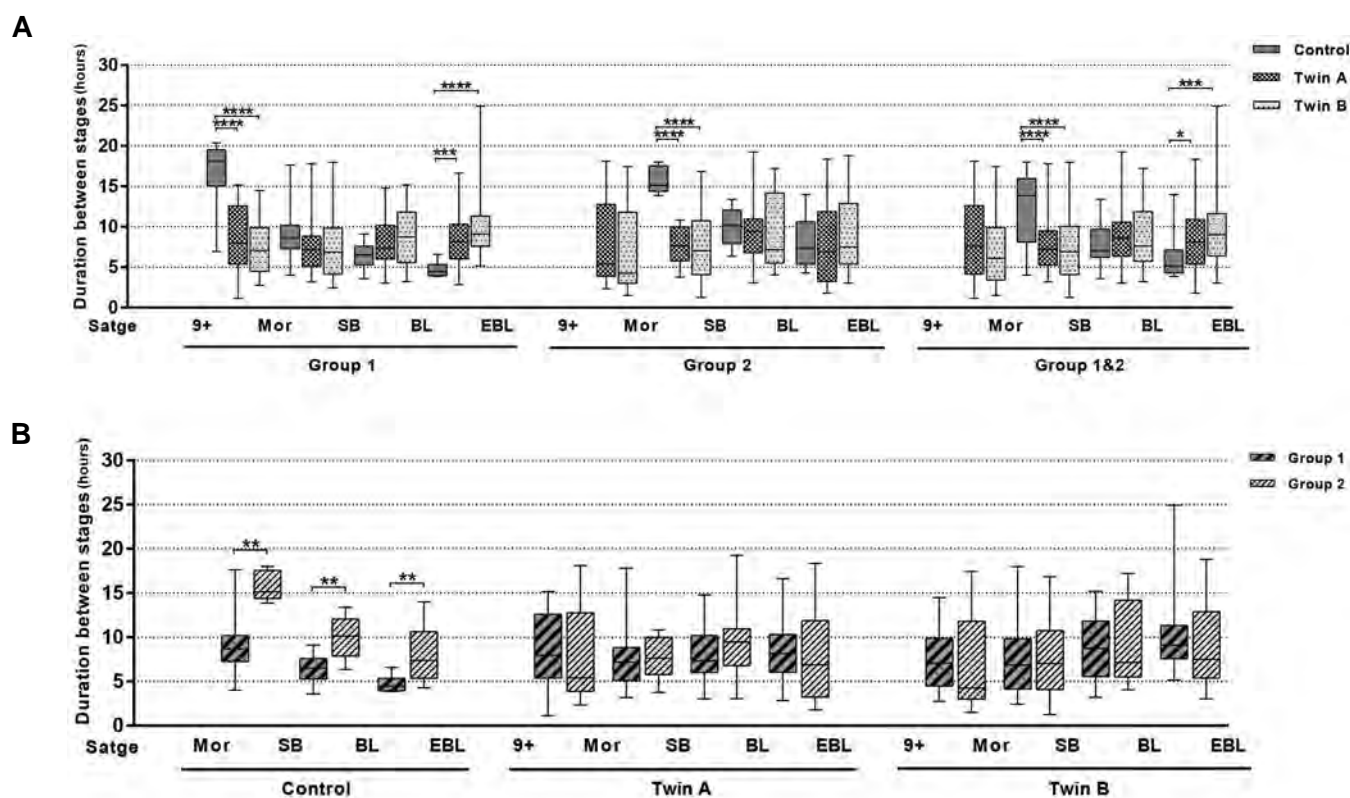 A
Duration between stages (hours)
30
25
20
15
10
5
0
Control
Twin A
Twin B
****
****
****
***
****
****
****
****
***
*
Satge 9+ Mor SB BL EBL 9+ Mor SB BL EBL 9+ Mor SB BL EBL
Group 1 Group 2 Group 1&2
B
Duration between stages (hours)
30
25
20
15
10
5
0
Group 1
Group 2
** ** **
Satge Mor SB BL EBL 9+ Mor SB BL EBL 9+ Mor SB BL EBL
Control Twin A Twin B